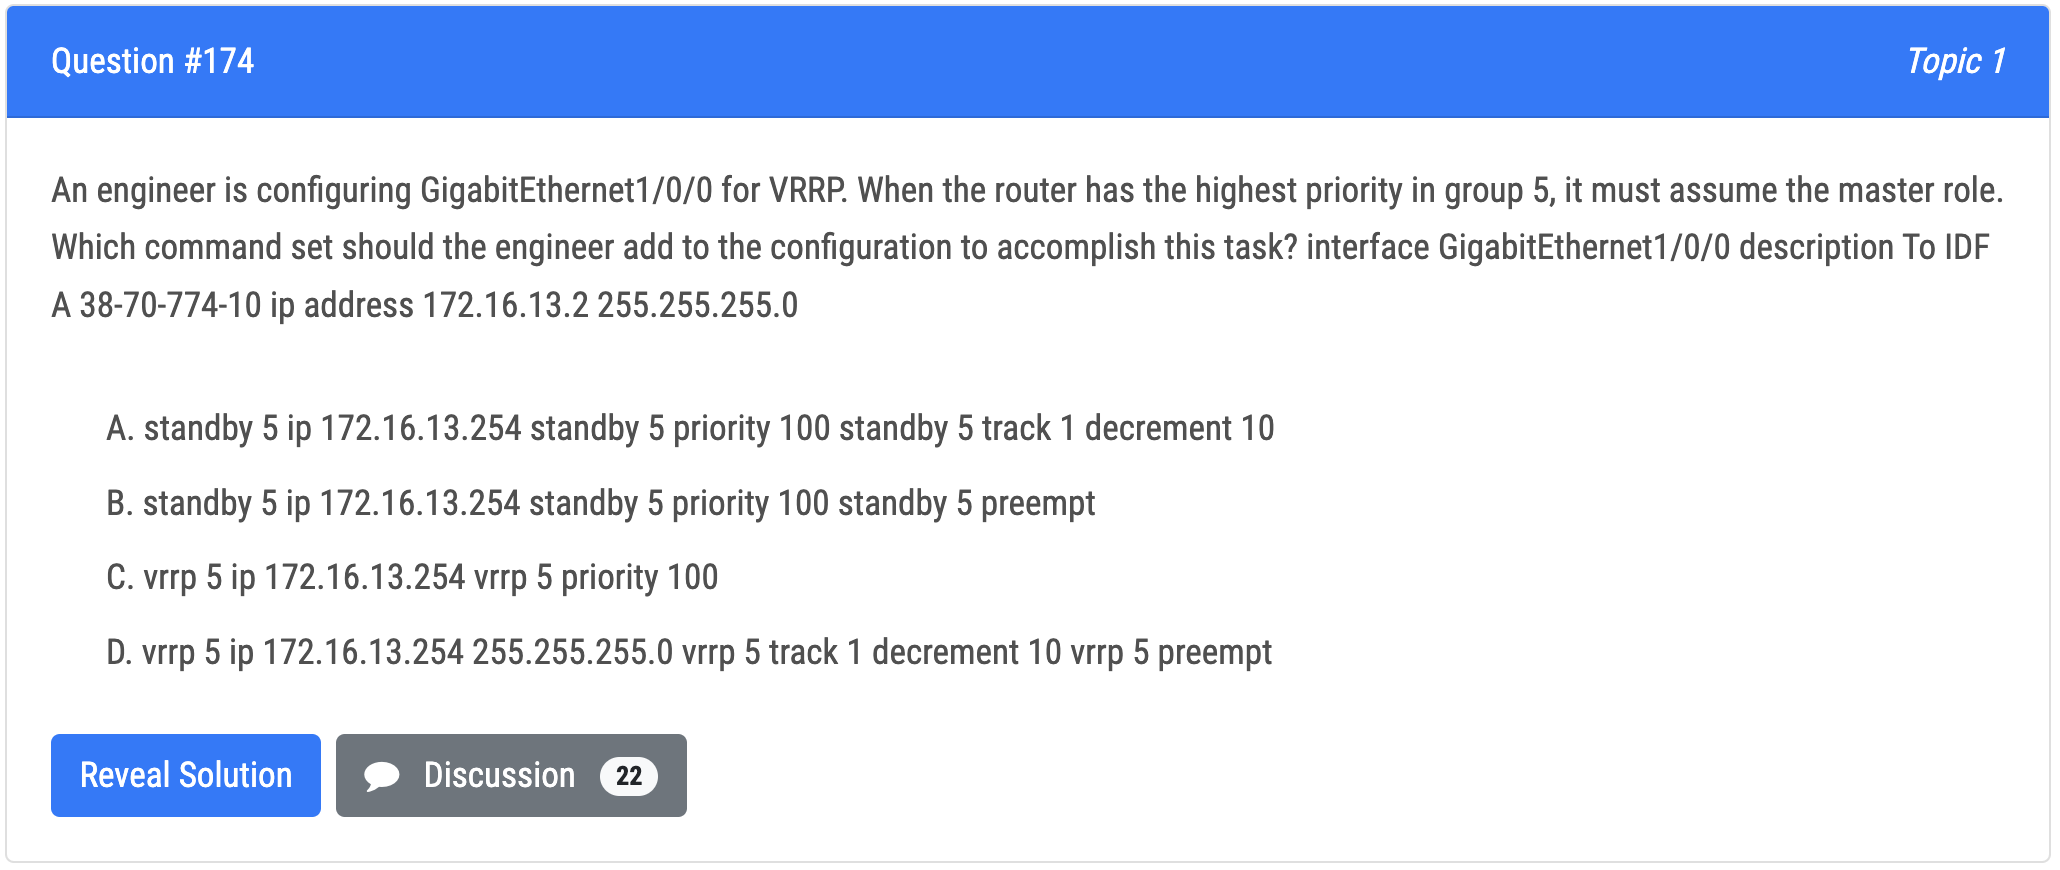 Question #174
Topic 1
An engineer is configuring GigabitEthernet1/0/0 for VRRP. When the router has the highest priority in group 5, it must assume the master role.
Which command set should the engineer add to the configuration to accomplish this task? interface GigabitEthernet1/0/0 description To IDF
A 38-70-774-10 ip address 172.16.13.2 255.255.255.0
A. standby 5 ip 172.16.13.254 standby 5 priority 100 standby 5 track 1 decrement 10
B. standby 5 ip 172.16.13.254 standby 5 priority 100 standby 5 preempt
C. vrrp 5 ip 172.16.13.254 vrrp 5 priority 100
D. vrrp 5 ip 172.16.13.254 255.255.255.0 vrrp 5 track 1 decrement 10 vrrp 5 preempt
Reveal Solution
Discussion 22